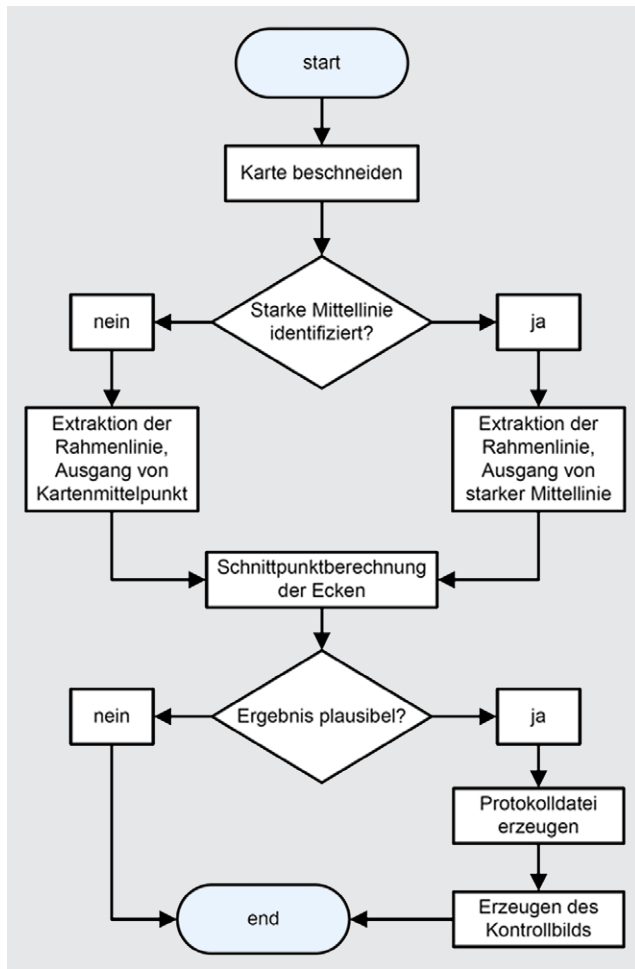 start
Karte beschneiden
Starke Mittellinie
identifiziert?
nein
ja
Extraktion der
Rahmenlinie,
Ausgang von
Kartenmittelpunkt
Extraktion der
Rahmenlinie,
Ausgang von
starker Mittellinie
Schnittpunktberechnung
der Ecken
Ergebnis plausibel?
nein
ja
Protokolldatei
erzeugen
Erzeugen des
Kontrollbilds
end